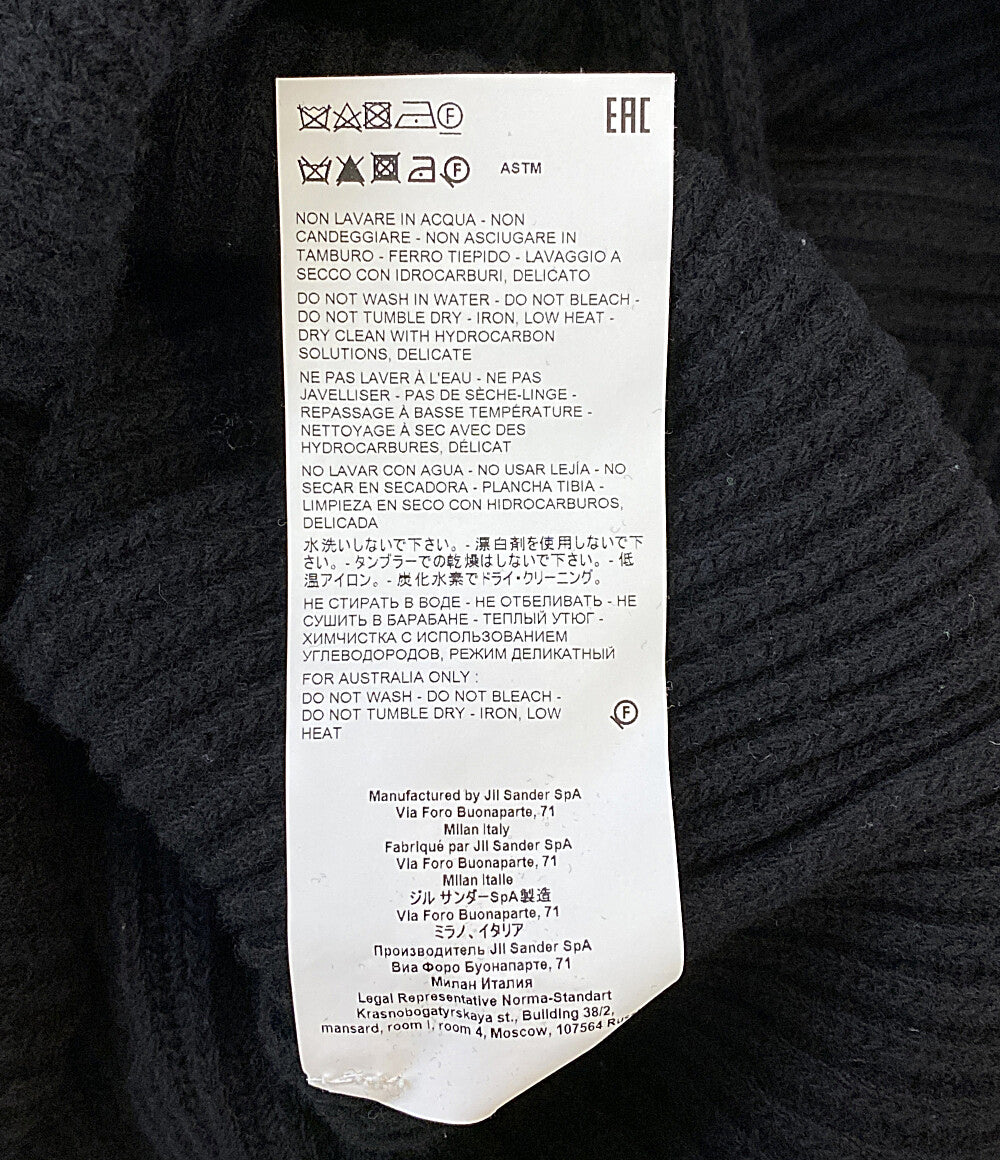 F
EAC
F
ASTM
NON LAVARE IN ACQUA - NON
CANDEGGIARE - NON ASCIUGARE IN
TAMBURO - FERRO TIEPIDO - LAVAGGIO A
SECCO CON IDROCARBURI, DELICATO
DO NOT WASH IN WATER - DO NOT BLEACH -
DO NOT TUMBLE DRY - IRON, LOW HEAT -
DRY CLEAN WITH HYDROCARBON
SOLUTIONS, DELICATE
NE PAS LAVER À L'EAU - NE PAS
JAVELLISER - PAS DE SÈCHE-LINGE -
REPASSAGE À BASSE TEMPÉRATURE -
NETTOYAGE À SEC AVEC DES
HYDROCARBURES, DÉLICAT
NO LAVAR CON AGUA - NO USAR LEJÍA - NO
SECAR EN SECADORA - PLANCHA TIBIA -
LIMPIEZA EN SECO CON HIDROCARBUROS,
DELICADA
水洗いしないで下さい。- 漂白剤を使用しないで下
さい。- タンブラーでの乾燥はしないで下さい。- 低
温アイロン。- 炭化水素でドライ・クリーニング。
НЕ СТИРАТЬ В ВОДЕ - НЕ ОТБЕЛИВАТЬ - НЕ
СУШИТЬ В БАРАБАНЕ - ТЕПЛЫЙ УТЮГ -
ХИМЧИСТКА С ИСПОЛЬЗОВАНИЕМ
УГЛЕВОДОРОДОВ, РЕЖИМ ДЕЛИКАТНЫЙ
FOR AUSTRALIA ONLY :
DO NOT WASH - DO NOT BLEACH -
DO NOT TUMBLE DRY - IRON, LOW
HEAT
F
Manufactured by Jil Sander SpA
Via Foro Buonaparte, 71
Milan Italy
Fabriqué par Jil Sander SpA
Via Foro Buonaparte, 71
Milan Italie
ジル サンダーSpA製造
Via Foro Buonaparte, 71
ミラノ、イタリア
Производитель Jil Sander SpA
Виа Форо Буонапарте, 71
Милан Италия
Legal Representative Norma-Standart
Krasnobogatyrskaya st., Building 38/2,
mansard, room I, room 4, Moscow, 107564